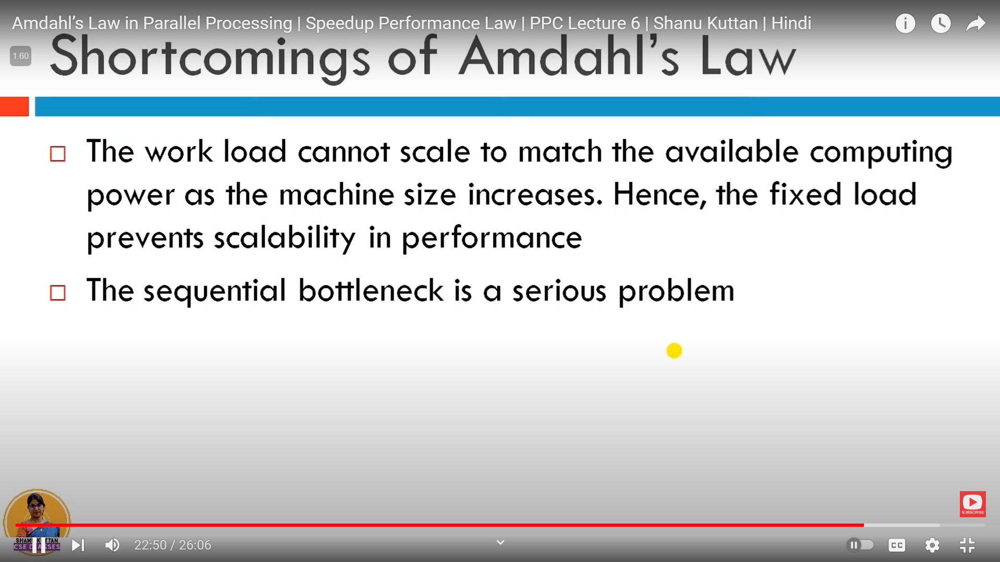 Amdahl’s Law in Parallel Processing | Speedup Performance Law | PPC Lecture 6 | Shanu Kuttan | Hindi
1.60
Shortcomings of Amdahl’s Law
The work load cannot scale to match the available computing
power as the machine size increases. Hence, the fixed load
prevents scalability in performance
The sequential bottleneck is a serious problem
SUBSCRIBE
SHANU KUTTAN
CSE CLASSES
22:50 / 26:06
CC